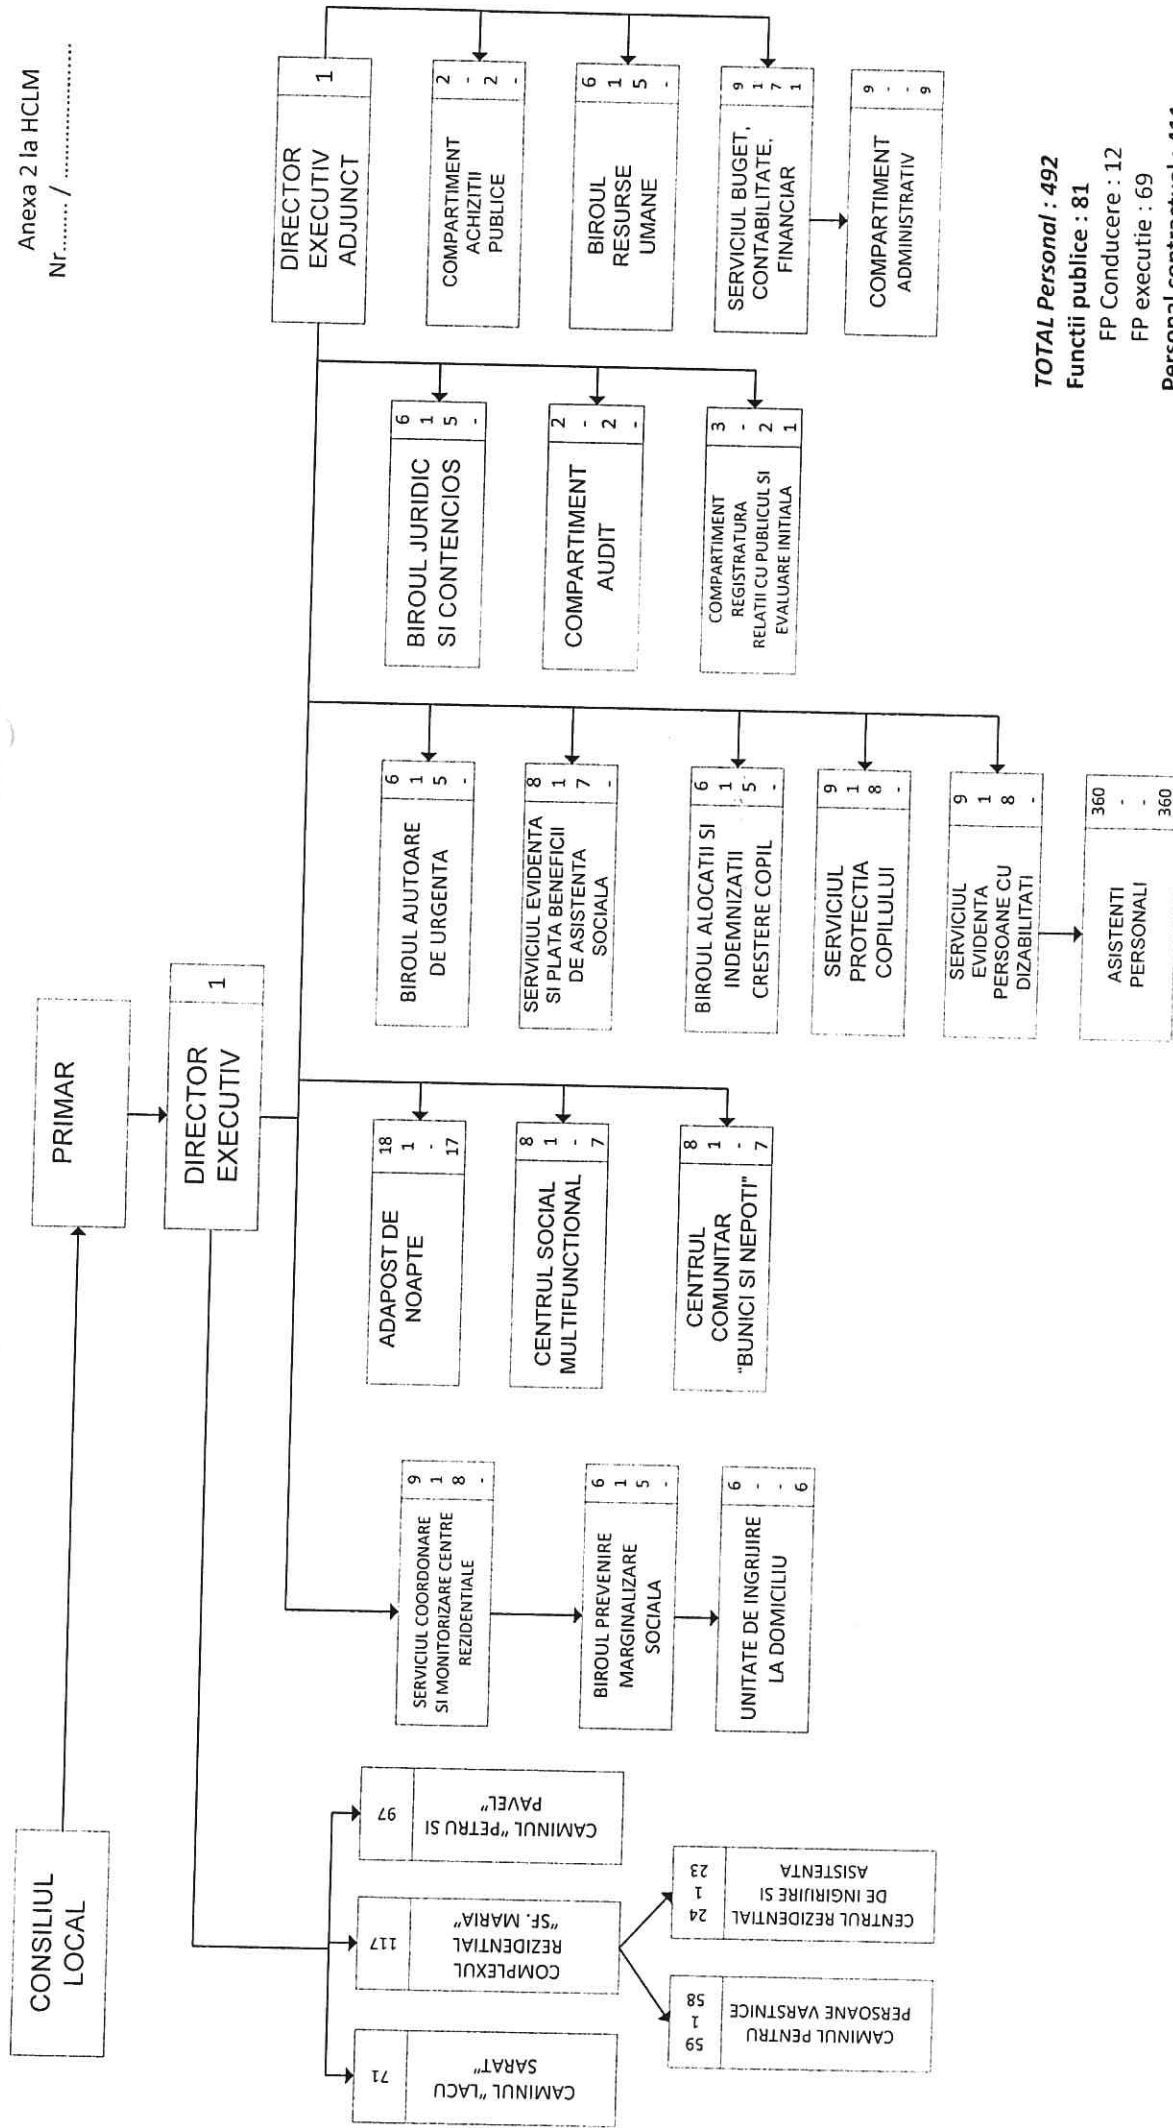 Anexa 2 la HCLM
Nr......... / ...........................
CONSILIUL
LOCAL
PRIMAR
DIRECTOR
EXECUTIV
1
DIRECTOR
EXECUTIV
ADJUNCT
1
CAMINUL "LACU
SARAT"
71
COMPLEXUL
REZIDENTIAL
"SF. MARIA"
117
CAMINUL "PETRU SI
PAVEL"
97
CAMINUL PENTRU
PERSOANE VARSTNICE
59
1
58
CENTRUL REZIDENTIAL
DE INGIRIJIRE SI
ASISTENTA
24
1
23
SERVICIUL COORDONARE
SI MONITORIZARE CENTRE
REZIDENTIALE
9
1
8
-
BIROUL PREVENIRE
MARGINALIZARE
SOCIALA
6
1
5
-
UNITATE DE INGRIJIRE
LA DOMICILIU
6
-
-
6
ADAPOST DE
NOAPTE
18
1
-
17
CENTRUL SOCIAL
MULTIFUNCTIONAL
8
1
-
7
CENTRUL
COMUNITAR
"BUNICI SI NEPOTI"
8
1
-
7
BIROUL AJUTOARE
DE URGENTA
6
1
5
-
SERVICIUL EVIDENTA
SI PLATA BENEFICII
DE ASISTENTA
SOCIALA
8
1
7
-
BIROUL ALOCATII SI
INDEMNIZATII
CRESTERE COPIL
6
1
5
-
SERVICIUL
PROTECTIA
COPILULUI
9
1
8
-
SERVICIUL
EVIDENTA
PERSOANE CU
DIZABILITATI
9
1
8
-
ASISTENTI
PERSONALI
360
-
-
360
BIROUL JURIDIC
SI CONTENCIOS
6
1
5
-
COMPARTIMENT
AUDIT
2
-
2
-
COMPARTIMENT
REGISTRATURA
RELATII CU PUBLICUL SI
EVALUARE INITIALA
3
-
2
1
COMPARTIMENT
ACHIZITII
PUBLICE
2
-
2
-
BIROUL
RESURSE
UMANE
6
1
5
-
SERVICIUL BUGET,
CONTABILITATE,
FINANCIAR
9
1
7
1
COMPARTIMENT
ADMINISTRATIV
9
-
-
9
TOTAL Personal : 492
Functii publice : 81
FP Conducere : 12
FP executie : 69
Personal contractual :